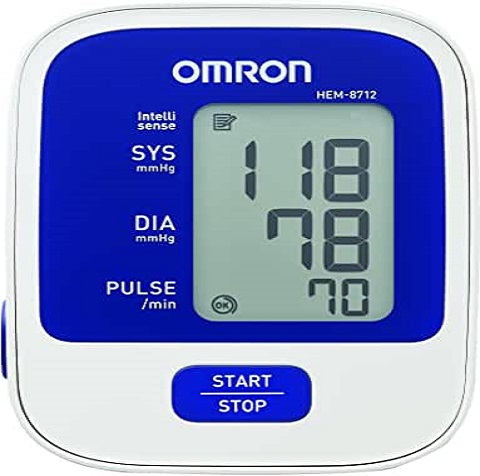 OMRON
HEM-8712
Intelli
sense
SYS
mmHg
118
DIA
mmHg
78
PULSE
/min
OK
70
START
STOP